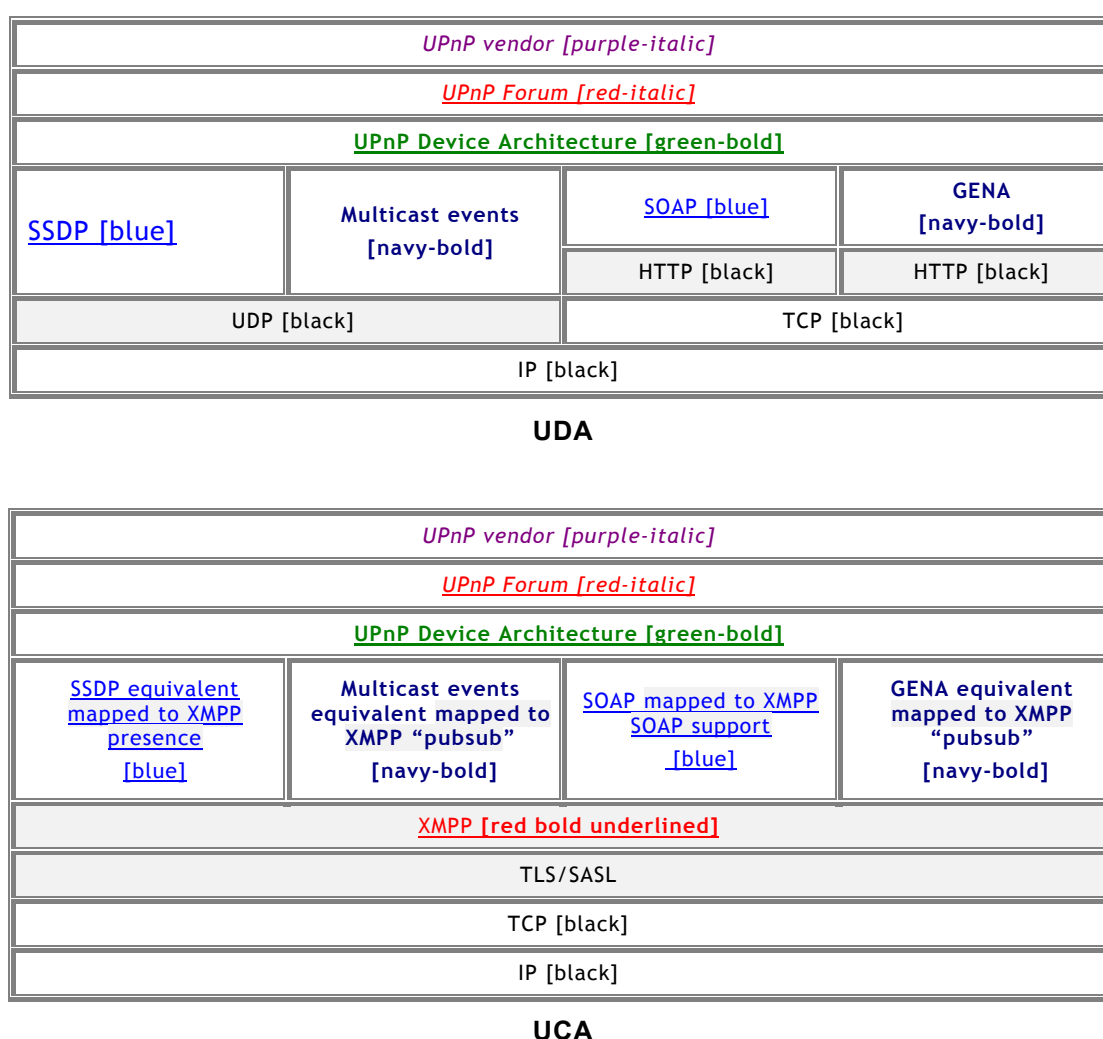 UPnP vendor [purple-italic]
UPnP Forum [red-italic]
UPnP Device Architecture [green-bold]
SSDP [blue]
Multicast events
[navy-bold]
SOAP [blue]
GENA
[navy-bold]
HTTP [black]
HTTP [black]
UDP [black]
TCP [black]
IP [black]
UDA
UPnP vendor [purple-italic]
UPnP Forum [red-italic]
UPnP Device Architecture [green-bold]
SSDP equivalent
mapped to XMPP
presence
[blue]
Multicast events
equivalent mapped to
XMPP “pubsub”
[navy-bold]
SOAP mapped to XMPP
SOAP support
[blue]
GENA equivalent
mapped to XMPP
“pubsub”
[navy-bold]
XMPP [red bold underlined]
TLS/SASL
TCP [black]
IP [black]
UCA